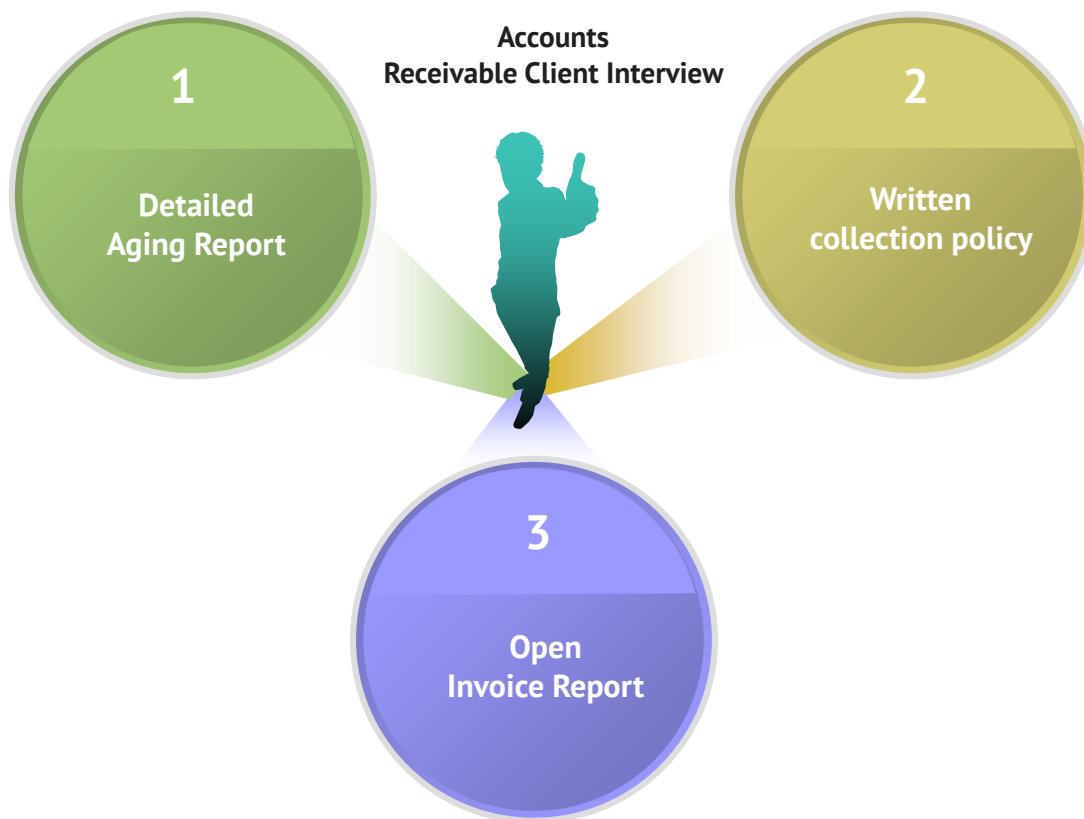 Accounts
Receivable Client Interview
1
Detailed
Aging Report
2
Written
collection policy
3
Open
Invoice Report